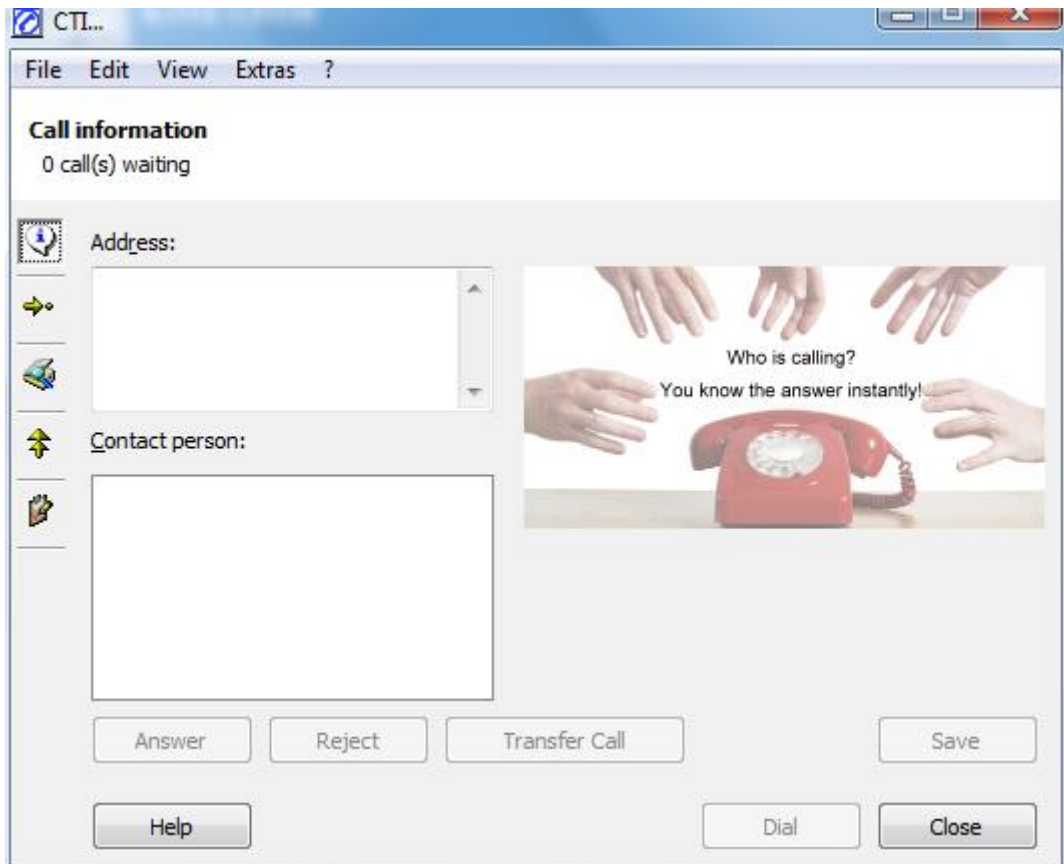 CTI...
File Edit View Extras ?
Call information
0 call(s) waiting
Address:
Who is calling?
You know the answer instantly!
Contact person:
Answer Reject Transfer Call Save
Help Dial Close